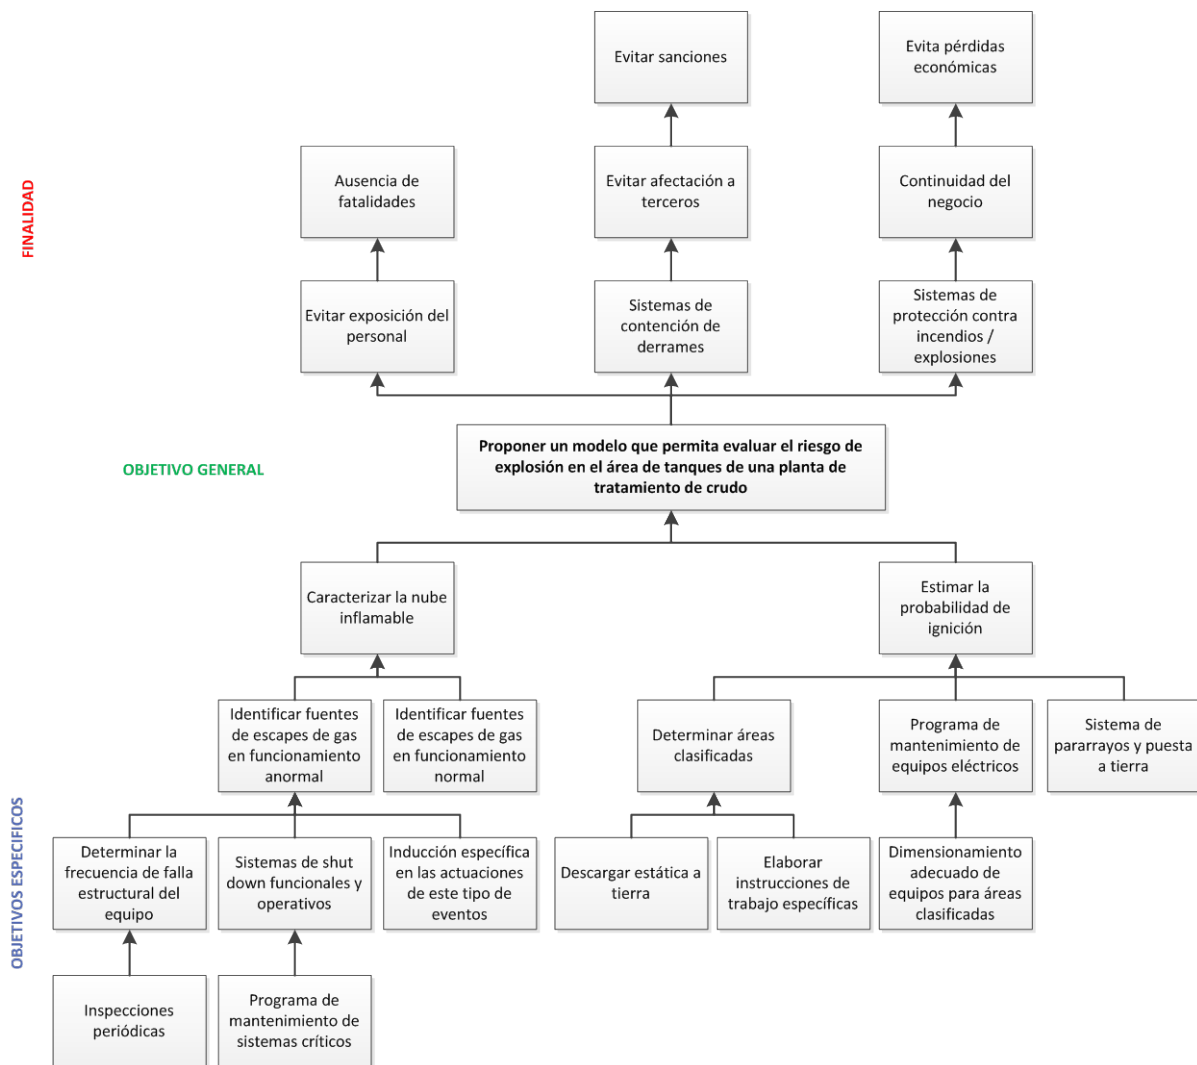 Evitar sanciones
Evita pérdidas
económicas
FINALIDAD
Ausencia de
fatalidades
Evitar afectación a
terceros
Continuidad del
negocio
Evitar exposición del
personal
Sistemas de
contención de
derrames
Sistemas de
protección contra
incendios /
explosiones
OBJETIVO GENERAL
Proponer un modelo que permita evaluar el riesgo de
explosión en el área de tanques de una planta de
tratamiento de crudo
Caracterizar la nube
inflamable
Estimar la
probabilidad de
ignición
Identificar fuentes
de escapes de gas
en funcionamiento
anormal
Identificar fuentes
de escapes de gas
en funcionamiento
normal
Determinar áreas
clasificadas
Programa de
mantenimiento de
equipos eléctricos
Sistema de
pararrayos y puesta
a tierra
OBJETIVOS ESPECIFICOS
Determinar la
frecuencia de falla
estructural del
equipo
Sistemas de shut
down funcionales y
operativos
Inducción específica
en las actuaciones
de este tipo de
eventos
Descargar estática a
tierra
Elaborar
instrucciones de
trabajo específicas
Dimensionamiento
adecuado de
equipos para áreas
clasificadas
Inspecciones
periódicas
Programa de
mantenimiento de
sistemas críticos